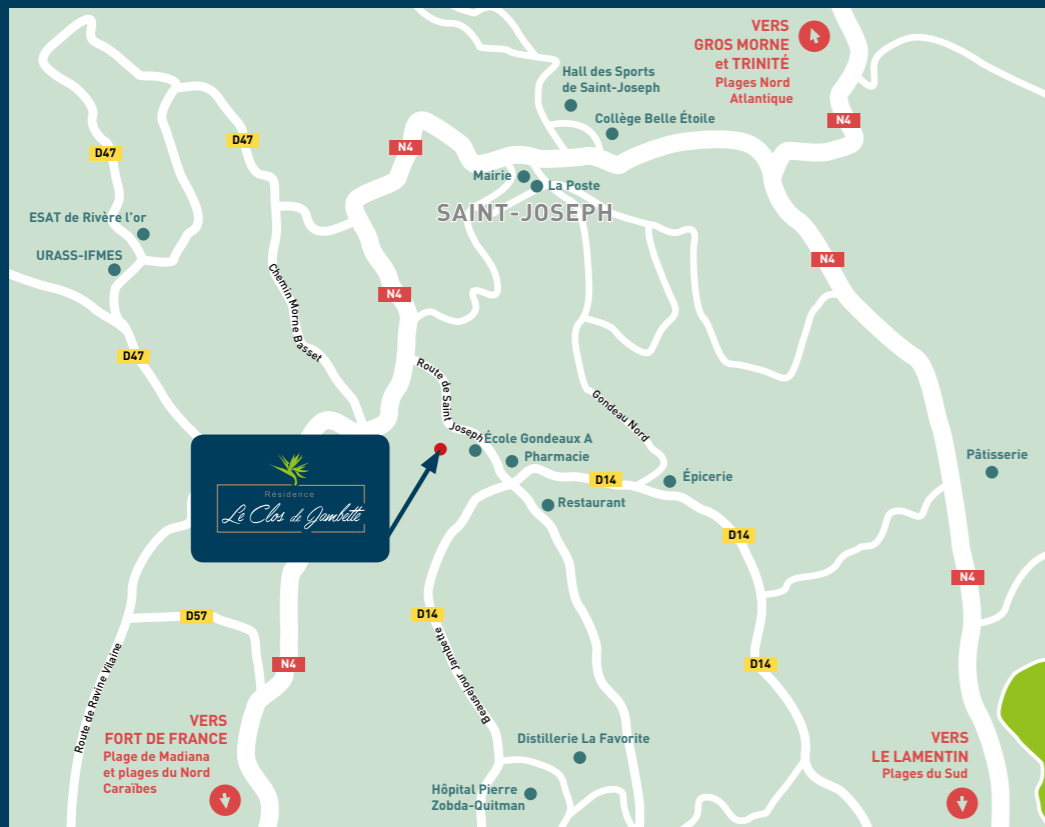 VERS
GROS MORNE
et TRINITÉ
Plages Nord
Atlantique
Hall des Sports
de Saint-Joseph
Collège Belle Étoile
N4
D47
N4
D47
Mairie
La Poste
SAINT-JOSEPH
ESAT de Rivère l'or
URASS-IFMES
N4
Chemin Morne Basset
N4
D47
Route de Saint Joseph
Gondeau Nord
École Gondeaux A
Pharmacie
Pâtisserie
D14
Épicerie
Restaurant
Résidence
Le Clos de Jambette
D14
N4
D57
D14
Beausejour Jambette
N4
D14
Route de Ravine Vilaine
VERS
FORT DE FRANCE
Plage de Madiana
et plages du Nord
Caraïbes
Distillerie La Favorite
VERS
LE LAMENTIN
Plages du Sud
Hôpital Pierre
Zobda-Quitman